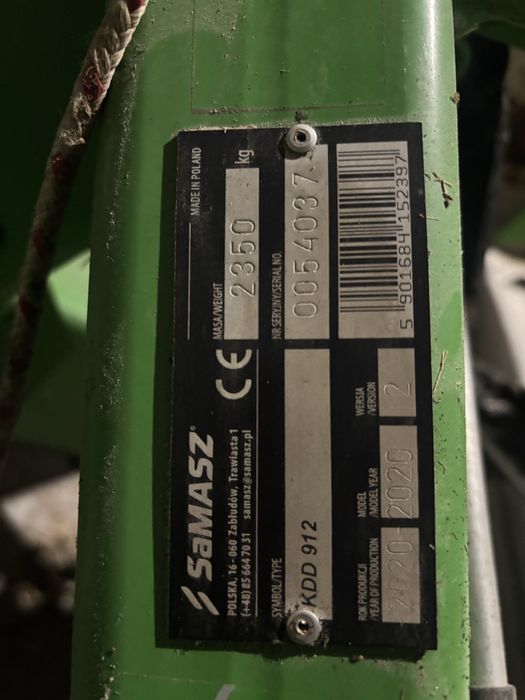 SaMASZ®
POLSKA, 16-060 Zabłudów, Trawiasta 1
(+48) 85 664 70 31 samasz@samasz.pl
CE
MADE IN POLAND
MASA/WEIGHT
2350 kg
SYMBOL/TYPE
KDD 912
NR SERYJNY/SERIAL NO.
0054037
ROK PRODUKCJI
/YEAR OF PRODUCTION
2020
MODEL
/MODEL YEAR
2020
WERSJA
/VERSION
2
5 901684 152397